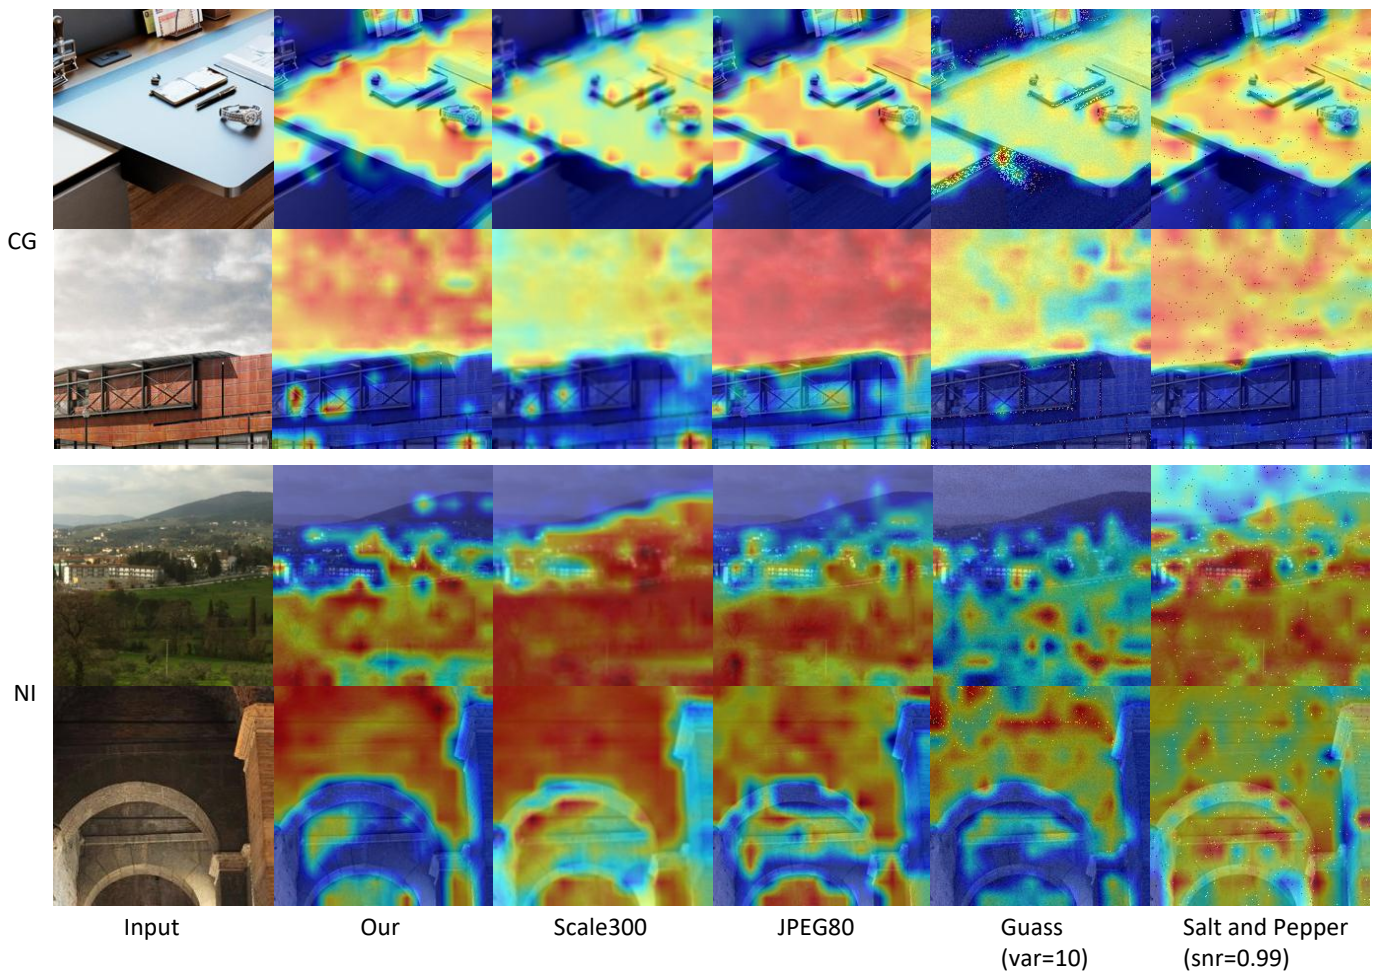 CG
NI
Input
Our
Scale300
JPEG80
Guass
(var=10)
Salt and Pepper
(snr=0.99)